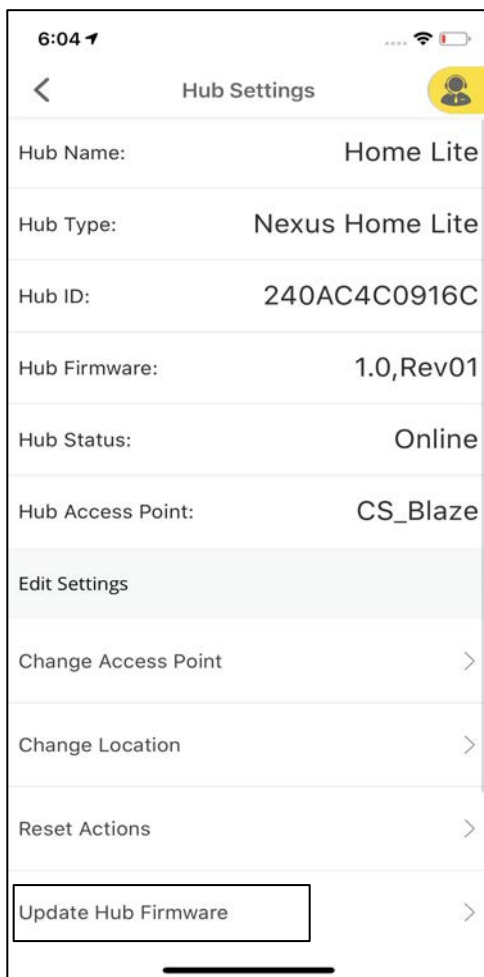 6:04
Hub Settings
Hub Name: Home Lite
Hub Type: Nexus Home Lite
Hub ID: 240AC4C0916C
Hub Firmware: 1.0,Rev01
Hub Status: Online
Hub Access Point: CS_Blaze
Edit Settings
Change Access Point
Change Location
Reset Actions
Update Hub Firmware